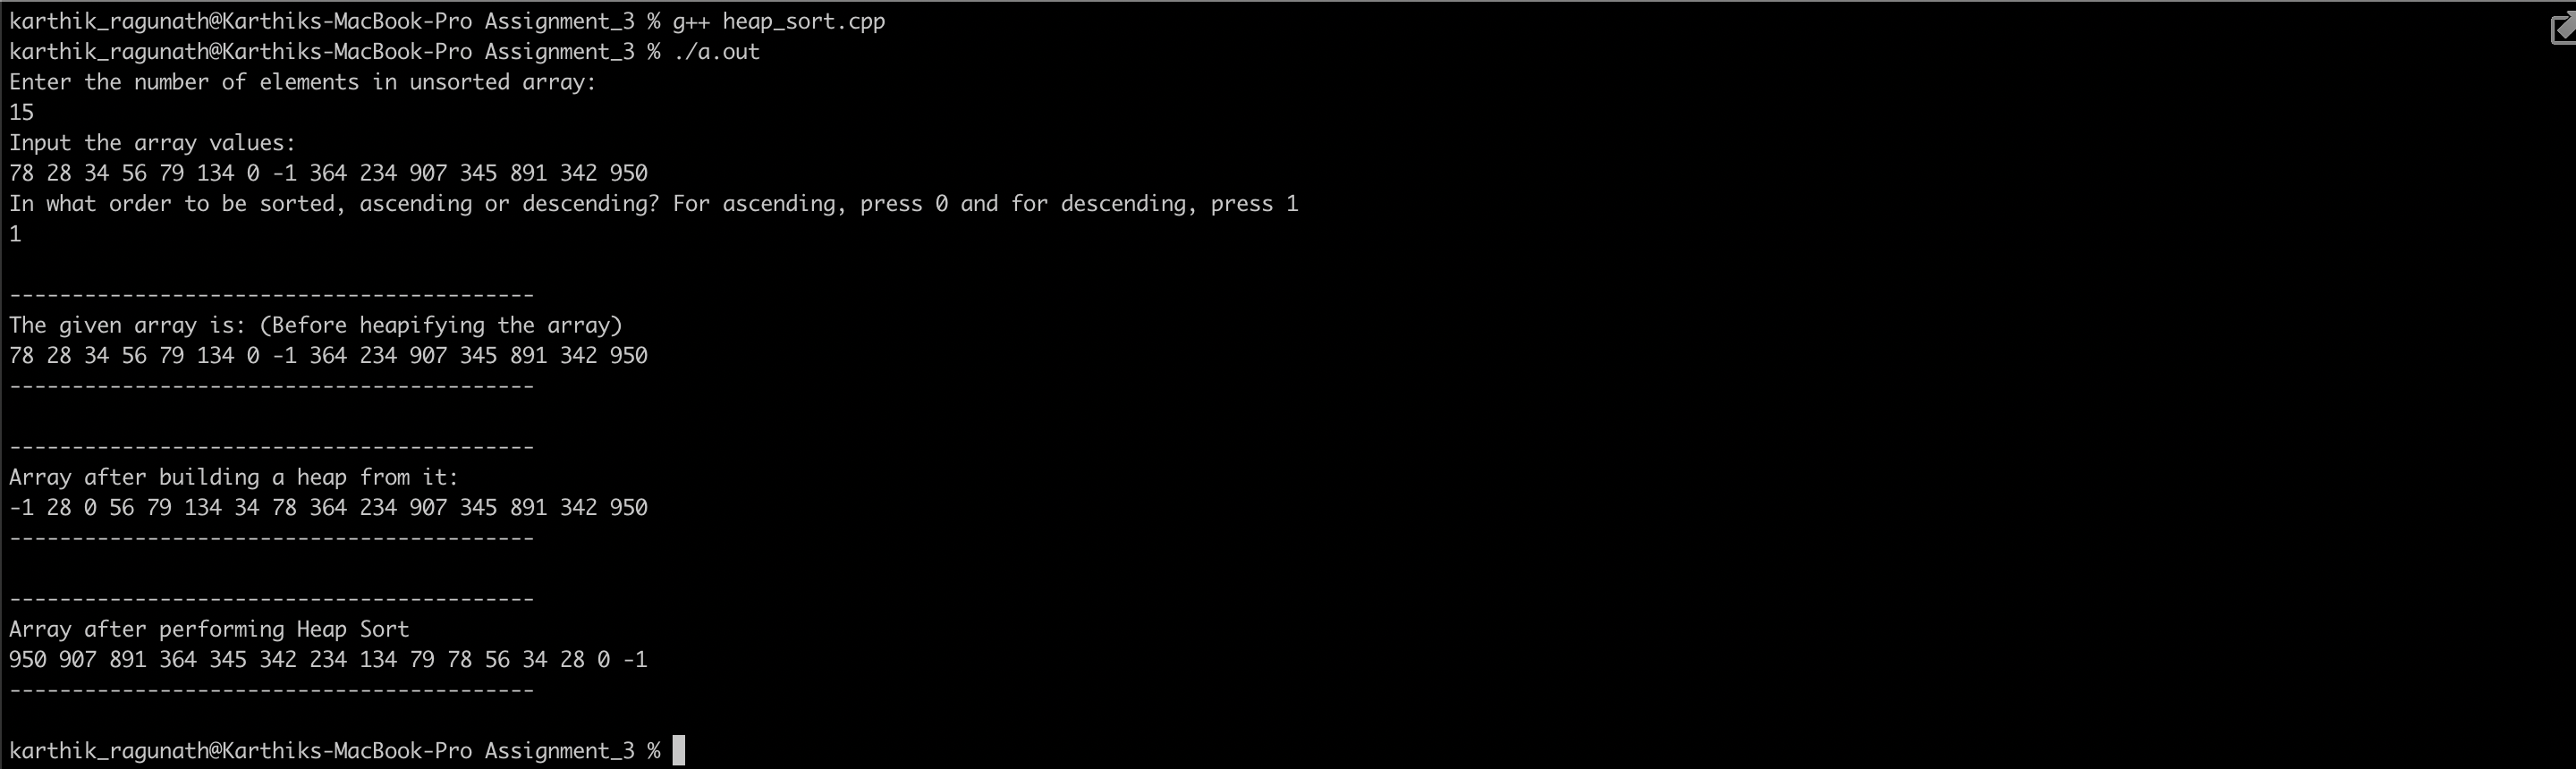 karthik_ragunath@Karthiks-MacBook-Pro Assignment_3 % g++ heap_sort.cpp
karthik_ragunath@Karthiks-MacBook-Pro Assignment_3 % ./a.out
Enter the number of elements in unsorted array:
15
Input the array values:
78 28 34 56 79 134 0 -1 364 234 907 345 891 342 950
In what order to be sorted, ascending or descending? For ascending, press 0 and for descending, press 1
1
------------------------------------------
The given array is: (Before heapifying the array)
78 28 34 56 79 134 0 -1 364 234 907 345 891 342 950
------------------------------------------
------------------------------------------
Array after building a heap from it:
-1 28 0 56 79 134 34 78 364 234 907 345 891 342 950
------------------------------------------
------------------------------------------
Array after performing Heap Sort
950 907 891 364 345 342 234 134 79 78 56 34 28 0 -1
------------------------------------------
karthik_ragunath@Karthiks-MacBook-Pro Assignment_3 %